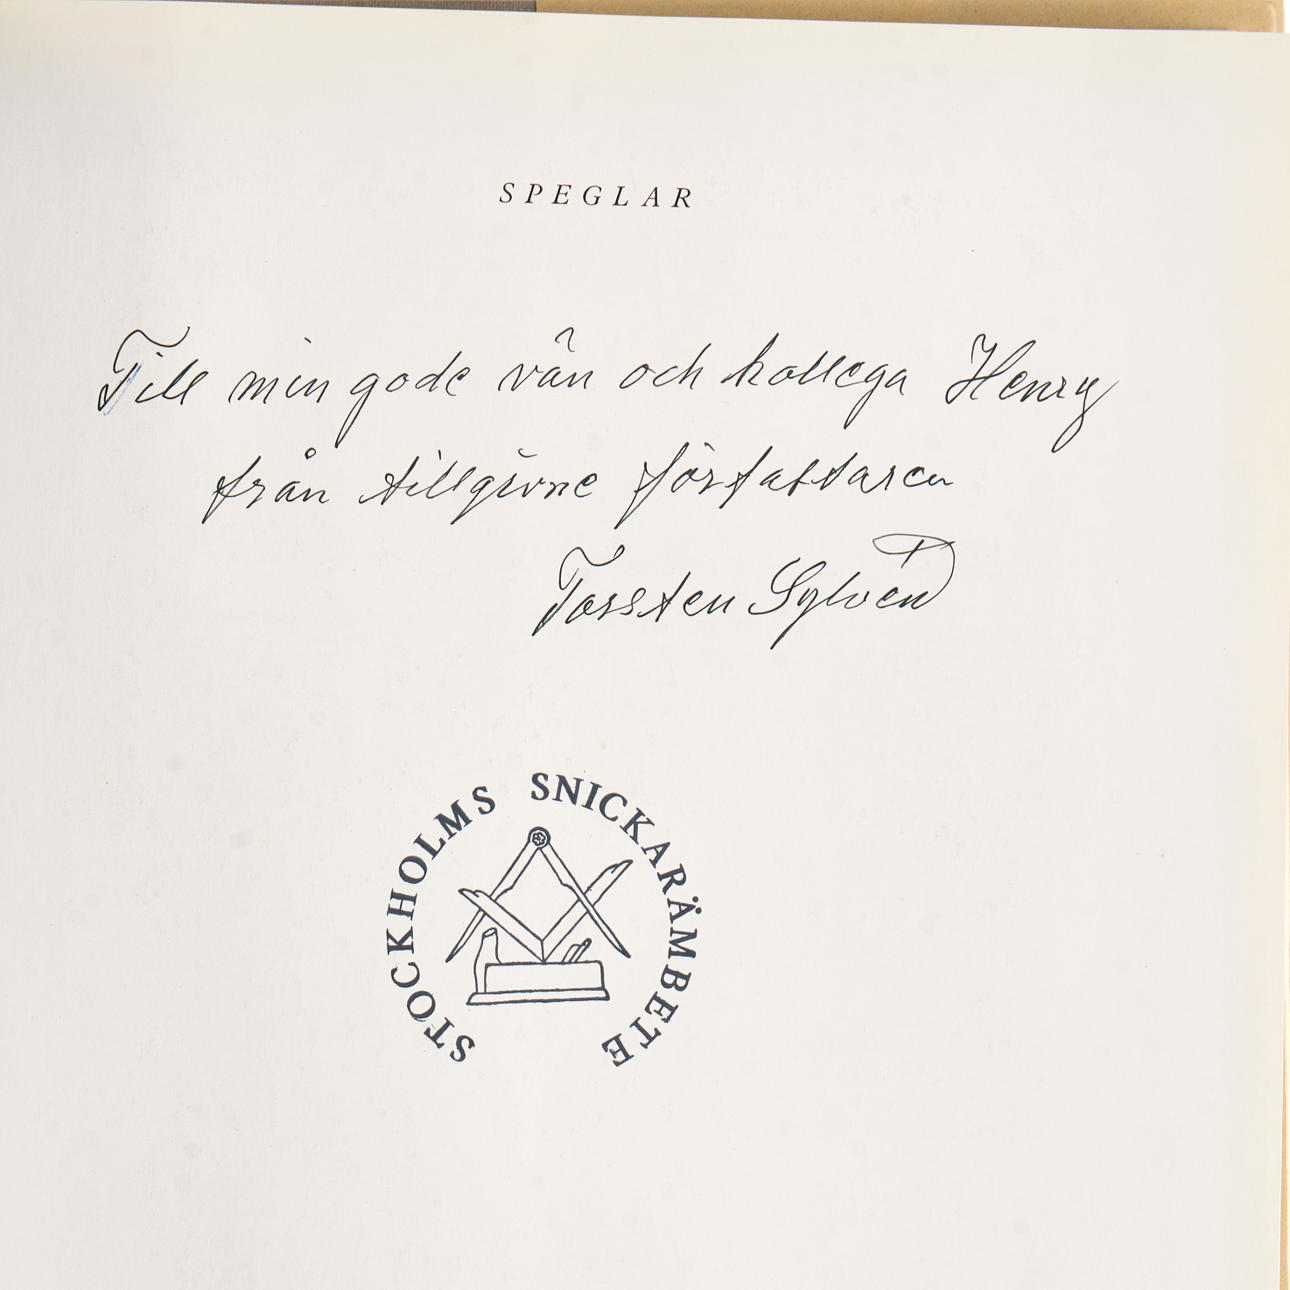 SPEGLAR
Till min gode vän och kollega Henry
från tillgivne författaren
Torsten Sylvén
STOCKHOLMS SNICKARÄMBETE